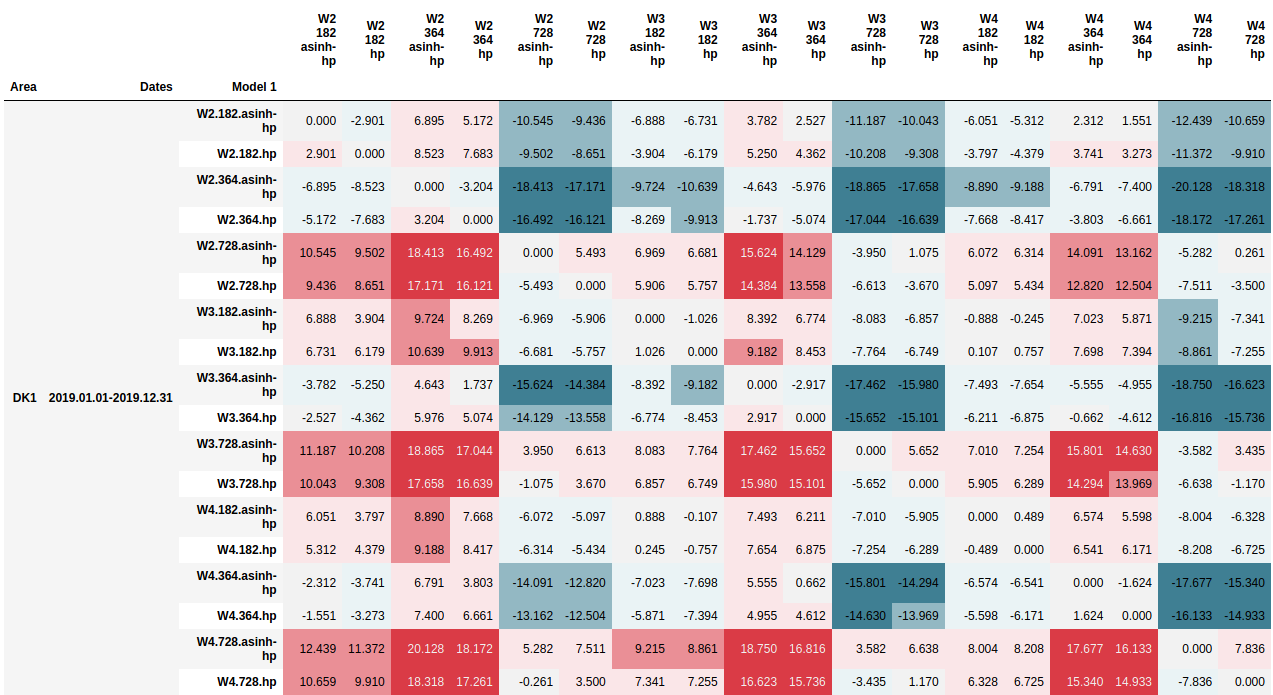 W2 182 asinh-hp W2 182 hp W2 364 asinh-hp W2 364 hp W2 728 asinh-hp W2 728 hp W3 182 asinh-hp W3 182 hp W3 364 asinh-hp W3 364 hp W3 728 asinh-hp W3 728 hp W4 182 asinh-hp W4 182 hp W4 364 asinh-hp W4 364 hp W4 728 asinh-hp W4 728 hp
Area Dates Model 1
W2.182.asinh-hp 0.000 -2.901 6.895 5.172 -10.545 -9.436 -6.888 -6.731 3.782 2.527 -11.187 -10.043 -6.051 -5.312 2.312 1.551 -12.439 -10.659
W2.182.hp 2.901 0.000 8.523 7.683 -9.502 -8.651 -3.904 -6.179 5.250 4.362 -10.208 -9.308 -3.797 -4.379 3.741 3.273 -11.372 -9.910
W2.364.asinh-hp -6.895 -8.523 0.000 -3.204 -18.413 -17.171 -9.724 -10.639 -4.643 -5.976 -18.865 -17.658 -8.890 -9.188 -6.791 -7.400 -20.128 -18.318
W2.364.hp -5.172 -7.683 3.204 0.000 -16.492 -16.121 -8.269 -9.913 -1.737 -5.074 -17.044 -16.639 -7.668 -8.417 -3.803 -6.661 -18.172 -17.261
W2.728.asinh-hp 10.545 9.502 18.413 16.492 0.000 5.493 6.969 6.681 15.624 14.129 -3.950 1.075 6.072 6.314 14.091 13.162 -5.282 0.261
W2.728.hp 9.436 8.651 17.171 16.121 -5.493 0.000 5.906 5.757 14.384 13.558 -6.613 -3.670 5.097 5.434 12.820 12.504 -7.511 -3.500
W3.182.asinh-hp 6.888 3.904 9.724 8.269 -6.969 -5.906 0.000 -1.026 8.392 6.774 -8.083 -6.857 -0.888 -0.245 7.023 5.871 -9.215 -7.341
W3.182.hp 6.731 6.179 10.639 9.913 -6.681 -5.757 1.026 0.000 9.182 8.453 -7.764 -6.749 0.107 0.757 7.698 7.394 -8.861 -7.255
DK1 2019.01.01-2019.12.31 W3.364.asinh-hp -3.782 -5.250 4.643 1.737 -15.624 -14.384 -8.392 -9.182 0.000 -2.917 -17.462 -15.980 -7.493 -7.654 -5.555 -4.955 -18.750 -16.623
W3.364.hp -2.527 -4.362 5.976 5.074 -14.129 -13.558 -6.774 -8.453 2.917 0.000 -15.652 -15.101 -6.211 -6.875 -0.662 -4.612 -16.816 -15.736
W3.728.asinh-hp 11.187 10.208 18.865 17.044 3.950 6.613 8.083 7.764 17.462 15.652 0.000 5.652 7.010 7.254 15.801 14.630 -3.582 3.435
W3.728.hp 10.043 9.308 17.658 16.639 -1.075 3.670 6.857 6.749 15.980 15.101 -5.652 0.000 5.905 6.289 14.294 13.969 -6.638 -1.170
W4.182.asinh-hp 6.051 3.797 8.890 7.668 -6.072 -5.097 0.888 -0.107 7.493 6.211 -7.010 -5.905 0.000 0.489 6.574 5.598 -8.004 -6.328
W4.182.hp 5.312 4.379 9.188 8.417 -6.314 -5.434 0.245 -0.757 7.654 6.875 -7.254 -6.289 -0.489 0.000 6.541 6.171 -8.208 -6.725
W4.364.asinh-hp -2.312 -3.741 6.791 3.803 -14.091 -12.820 -7.023 -7.698 5.555 0.662 -15.801 -14.294 -6.574 -6.541 0.000 -1.624 -17.677 -15.340
W4.364.hp -1.551 -3.273 7.400 6.661 -13.162 -12.504 -5.871 -7.394 4.955 4.612 -14.630 -13.969 -5.598 -6.171 1.624 0.000 -16.133 -14.933
W4.728.asinh-hp 12.439 11.372 20.128 18.172 5.282 7.511 9.215 8.861 18.750 16.816 3.582 6.638 8.004 8.208 17.677 16.133 0.000 7.836
W4.728.hp 10.659 9.910 18.318 17.261 -0.261 3.500 7.341 7.255 16.623 15.736 -3.435 1.170 6.328 6.725 15.340 14.933 -7.836 0.000